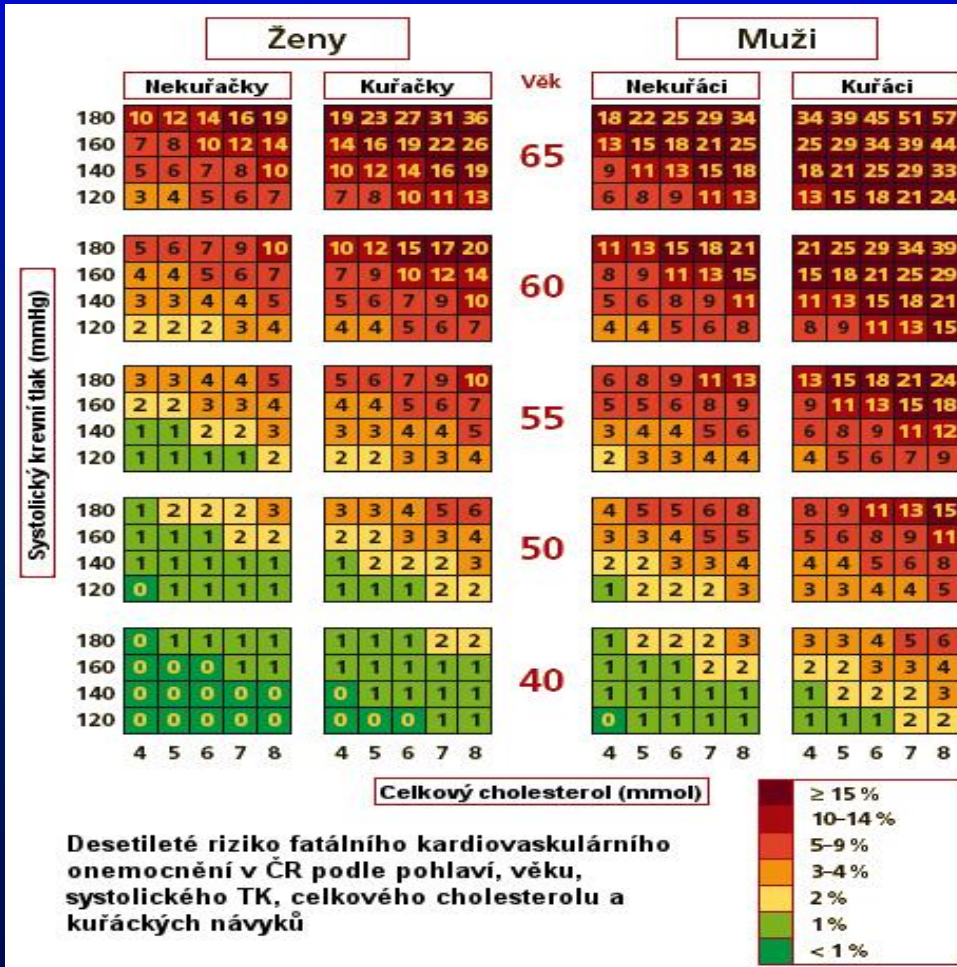 Ženy Muži
Nekuřačky Kuřačky Věk Nekuřáci Kuřáci
180 10 12 14 16 19 19 23 27 31 36 18 22 25 29 34 34 39 45 51 57
160 7 8 10 12 14 14 16 19 22 26 13 15 18 21 25 25 29 34 39 44
65
140 5 6 7 8 10 10 12 14 16 19 9 11 13 15 18 18 21 25 29 33
120 3 4 5 6 7 7 8 10 11 13 6 8 9 11 13 13 15 18 21 24
180 5 6 7 9 10 10 12 15 17 20 11 13 15 18 21 21 25 29 34 39
160 4 4 5 6 7 7 9 10 12 14 8 9 11 13 15 15 18 21 25 29
60
140 3 3 4 4 5 5 6 7 9 10 5 6 8 9 11 11 13 15 18 21
120 2 2 2 3 4 4 4 5 6 7 4 4 5 6 8 8 9 11 13 15
Systolický krevní tlak (mmHg)
180 3 3 4 4 5 5 6 7 9 10 6 8 9 11 13 13 15 18 21 24
160 2 2 3 3 4 4 4 5 6 7 5 5 6 8 9 9 11 13 15 18
55
140 1 1 2 2 3 3 3 4 4 5 3 4 4 5 6 6 8 9 11 12
120 1 1 1 1 2 2 2 3 3 4 2 3 3 4 4 4 5 6 7 9
180 1 2 2 2 3 3 3 4 5 6 4 5 5 6 8 8 9 11 13 15
160 1 1 1 2 2 2 2 3 3 4 3 3 4 5 5 5 6 8 9 11
50
140 1 1 1 1 1 1 2 2 2 3 2 2 3 3 4 4 4 5 6 8
120 0 1 1 1 1 1 1 1 2 2 1 2 2 2 3 3 3 4 4 5
180 0 1 1 1 1 1 1 1 2 2 1 2 2 2 3 3 3 4 5 6
160 0 0 0 1 1 1 1 1 1 1 1 1 1 2 2 2 2 3 3 4
40
140 0 0 0 0 0 0 1 1 1 1 1 1 1 1 1 1 2 2 2 3
120 0 0 0 0 0 0 0 0 1 1 0 1 1 1 1 1 1 1 2 2
4 5 6 7 8 4 5 6 7 8 4 5 6 7 8 4 5 6 7 8
Celkový cholesterol (mmol)
Desetileté riziko fatálního kardiovaskulárního
onemocnění v ČR podle pohlaví, věku,
systolického TK, celkového cholesterolu a
kuřáckých návyků
≥ 15 %
10–14 %
5–9 %
3–4 %
2 %
1 %
< 1 %